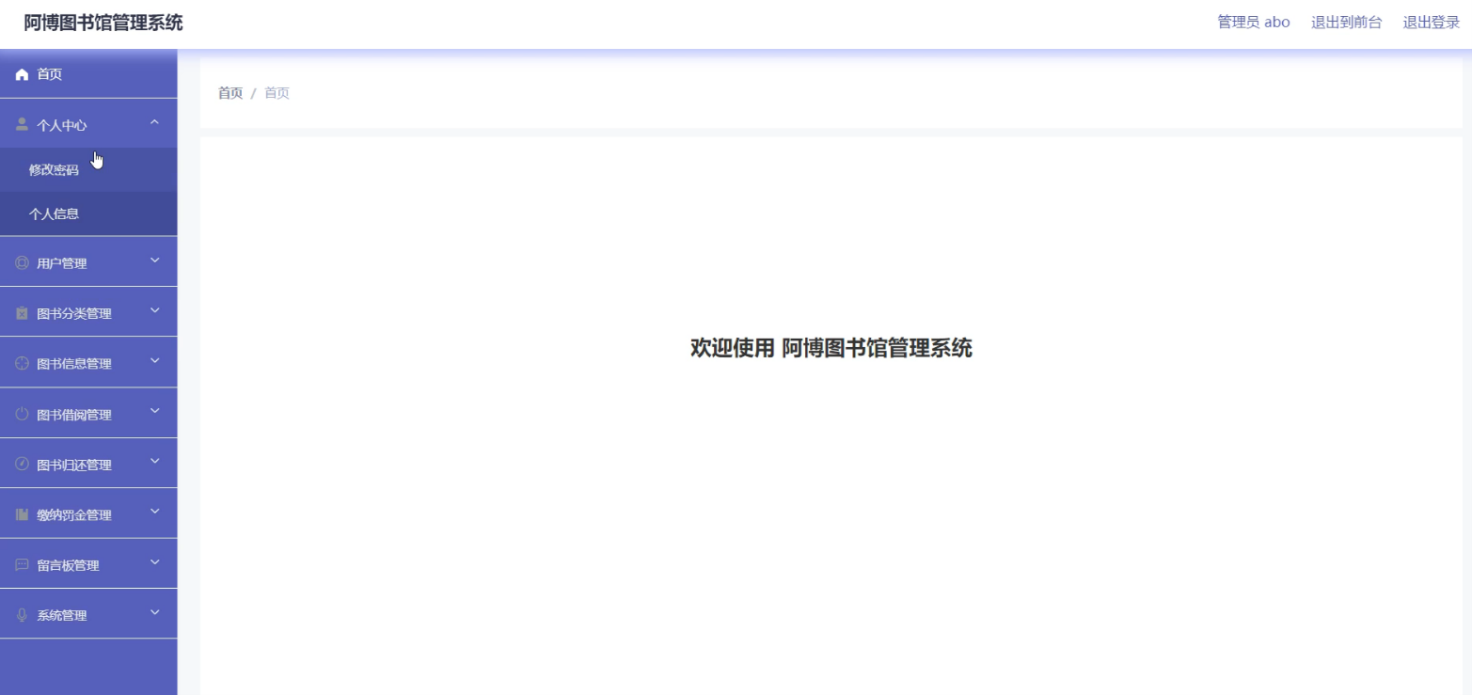 阿博图书馆管理系统
管理员 abo 退出到前台 退出登录
首页
个人中心
修改密码
个人信息
用户管理
图书分类管理
图书信息管理
图书借阅管理
图书归还管理
缴纳罚金管理
留言板管理
系统管理
首页 / 首页
欢迎使用 阿博图书馆管理系统